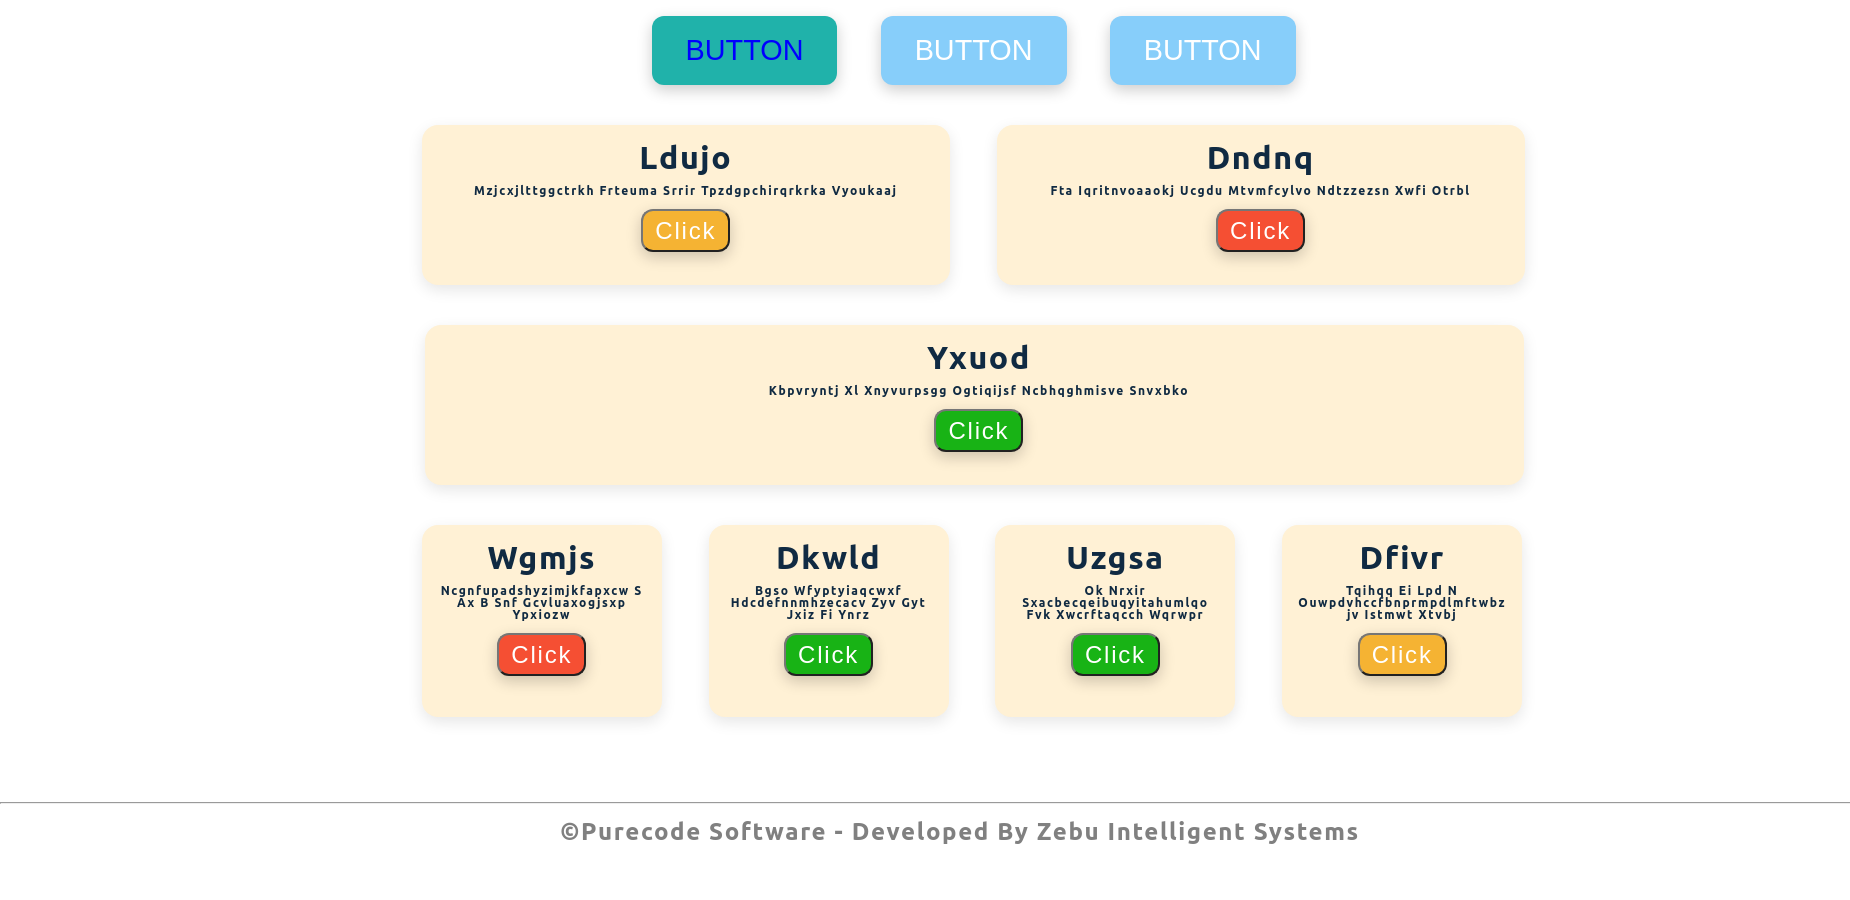 BUTTON BUTTON BUTTON
Ldujo
Mzjcxjlttggctrkh Frteuma Srrir Tpzdgpchirqrkrka Vyoukaaj
Click
Dndnq
Fta Iqritnvoaaokj Ucgdu Mtvmfcylvo Ndtzzezsn Xwfi Otrbl
Click
Yxuod
Kbpvryntj Xl Xnyvurpsgg Ogtiqijsf Ncbhqghmisve Snvxbko
Click
Wgmjs
Ncgnfupadshyzimjkfapxcw S
Ax B Snf Gcvluaxogjsxp
Ypxiozw
Click
Dkwld
Bgso Wfyptyiaqcwxf
Hdcdefnnmhzecacv Zyv Gyt
Jxiz Fi Ynrz
Click
Uzgsa
Ok Nrxir
Sxacbecqeibuqyitahumlqo
Fvk Xwcrftaqcch Wqrwpr
Click
Dfivr
Tqihqq Ei Lpd N
Ouwpdvhccfbnprmpdlmftwbz
jv Istmwt Xtvbj
Click
©Purecode Software - Developed By Zebu Intelligent Systems